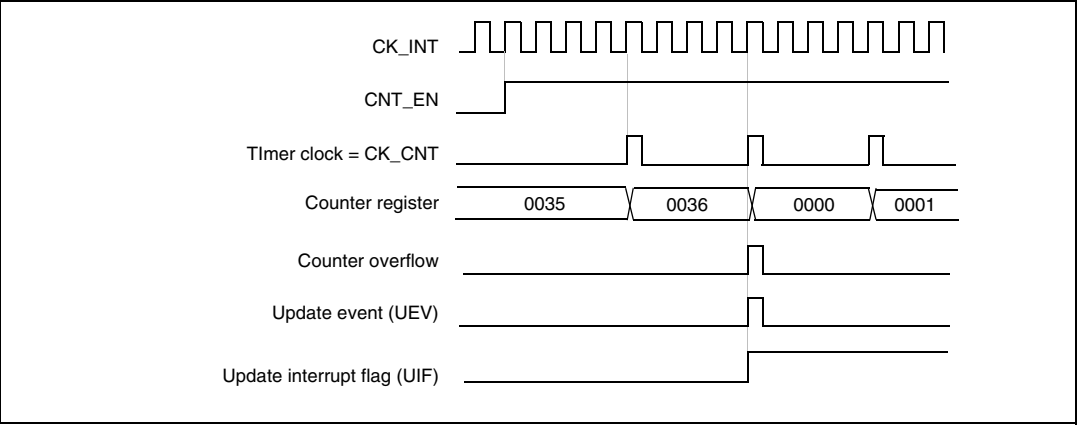 CK_INT
CNT_EN
TImer clock = CK_CNT
Counter register 0035 0036 0000 0001
Counter overflow
Update event (UEV)
Update interrupt flag (UIF)